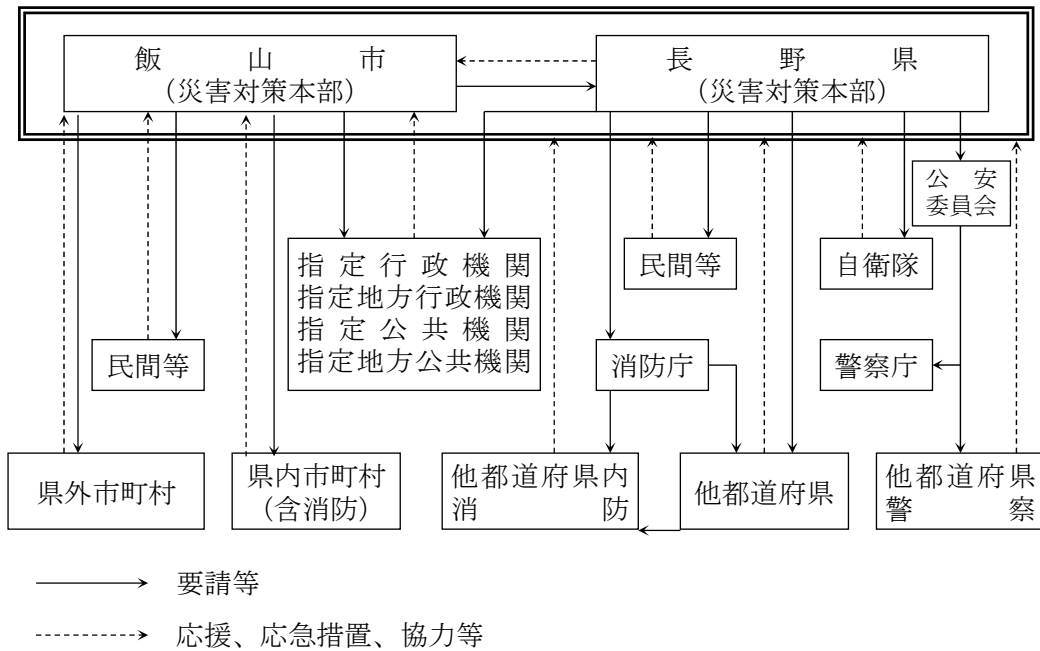 飯山市
(災害対策本部)
長野県
(災害対策本部)
公安
委員会
指定行政機関
指定地方行政機関
指定公共機関
指定地方公共機関
民間等
自衛隊
民間等
消防庁
警察庁
県外市町村
県内市町村
(含消防)
他都道府県内
消防
他都道府県
他都道府県
警察
要請等
応援、応急措置、協力等